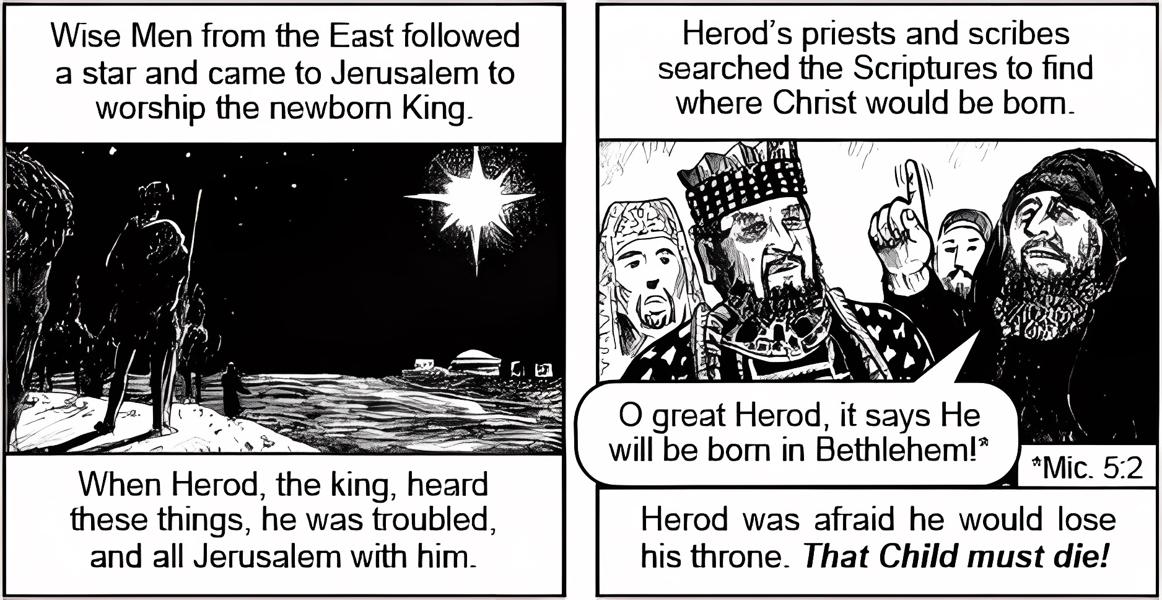 Wise Men from the East followed
a star and came to Jerusalem to
worship the newborn King.
When Herod, the king, heard
these things, he was troubled,
and all Jerusalem with him.
Herod's priests and scribes
searched the Scriptures to find
where Christ would be born.
O great Herod, it says He
will be born in Bethlehem!*
*Mic. 5:2
Herod was afraid he would lose
his throne. That Child must die!